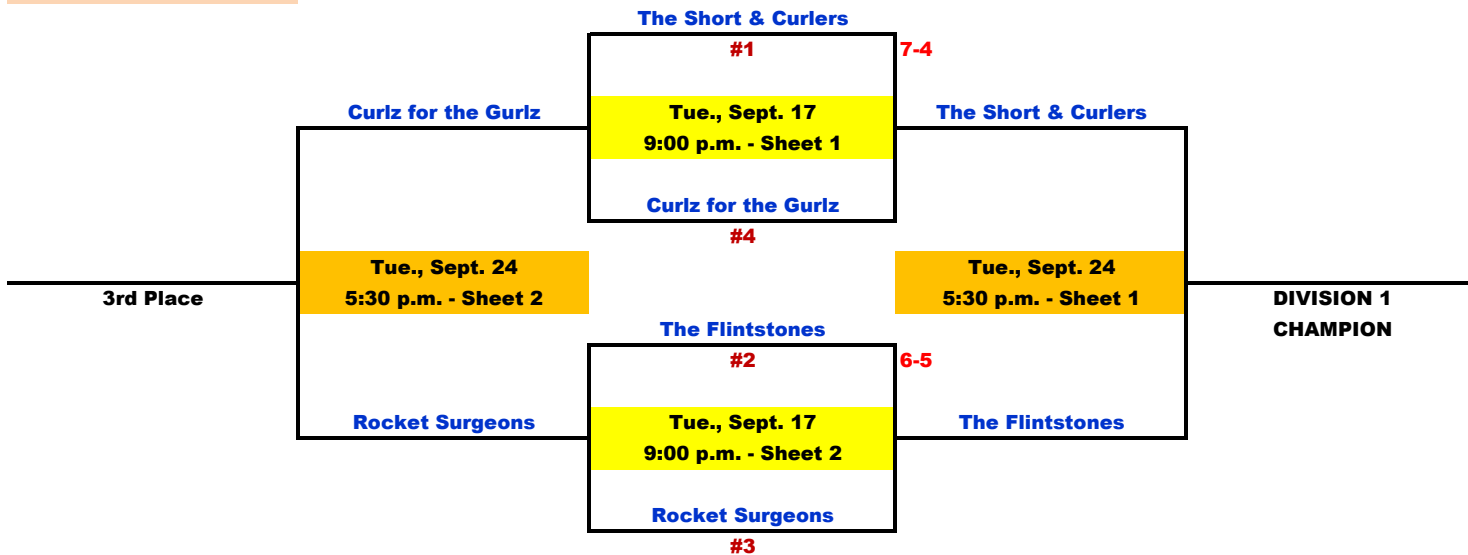 The Short & Curlers
#1
7-4
Curlz for the Gurlz
Tue., Sept. 17
The Short & Curlers
9:00 p.m. - Sheet 1
Curlz for the Gurlz
#4
Tue., Sept. 24
Tue., Sept. 24
3rd Place
5:30 p.m. - Sheet 2
5:30 p.m. - Sheet 1
DIVISION 1
The Flintstones
CHAMPION
#2
6-5
Rocket Surgeons
Tue., Sept. 17
The Flintstones
9:00 p.m. - Sheet 2
Rocket Surgeons
#3